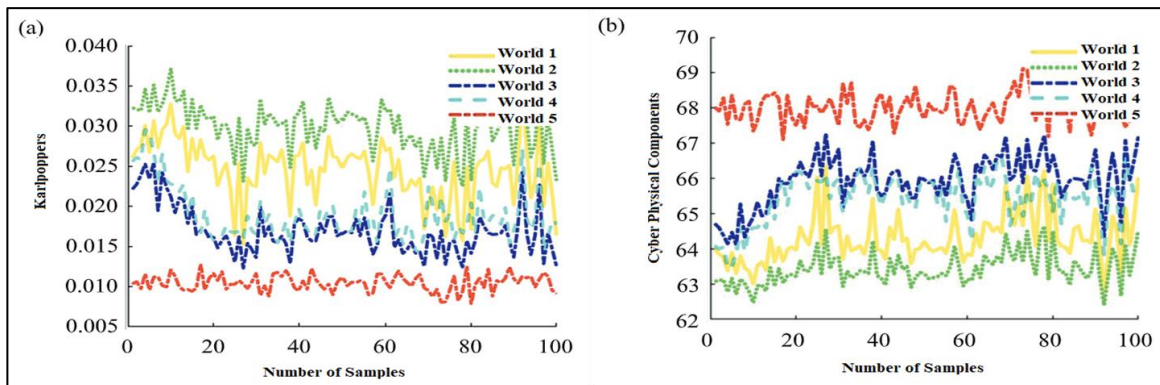 (a)
0.040
0.035
0.030
0.025
0.020
0.015
0.010
0.005
Karlpoppers
World 1
World 2
World 3
World 4
World 5
0 20 40 60 80 100
Number of Samples
(b)
70
69
68
67
66
65
64
63
62
Cyber Physical Components
World 1
World 2
World 3
World 4
World 5
0 20 40 60 80 100
Number of Samples